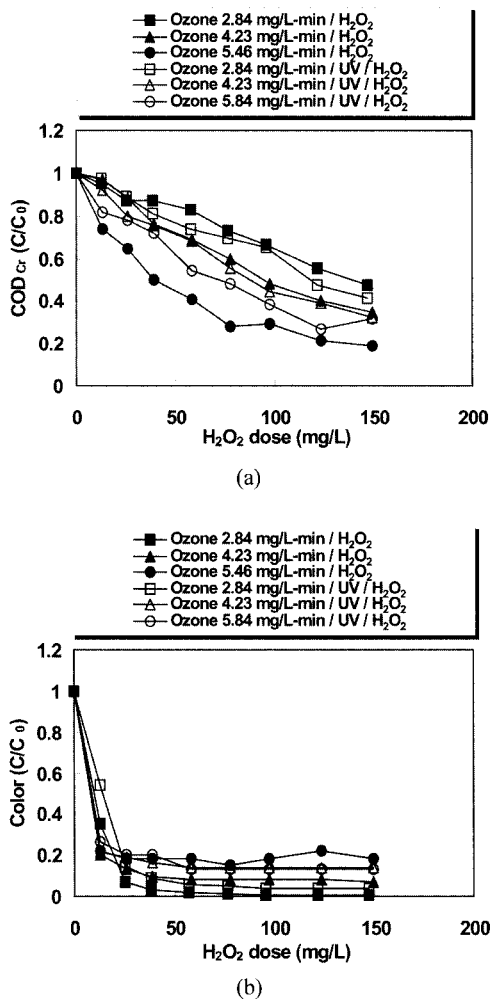 Ozone 2.84 mg/L-min / H₂O₂
Ozone 4.23 mg/L-min / H₂O₂
Ozone 5.46 mg/L-min / H₂O₂
Ozone 2.84 mg/L-min / UV / H₂O₂
Ozone 4.23 mg/L-min / UV / H₂O₂
Ozone 5.84 mg/L-min / UV / H₂O₂
1.2
1
0.8
0.6
0.4
0.2
0
COD Cr (C/C₀)
0 50 100 150 200
H₂O₂ dose (mg/L)
(a)
Ozone 2.84 mg/L-min / H₂O₂
Ozone 4.23 mg/L-min / H₂O₂
Ozone 5.46 mg/L-min / H₂O₂
Ozone 2.84 mg/L-min / UV / H₂O₂
Ozone 4.23 mg/L-min / UV / H₂O₂
Ozone 5.84 mg/L-min / UV / H₂O₂
1.2
1
0.8
0.6
0.4
0.2
0
Color (C/C₀)
0 50 100 150 200
H₂O₂ dose (mg/L)
(b)